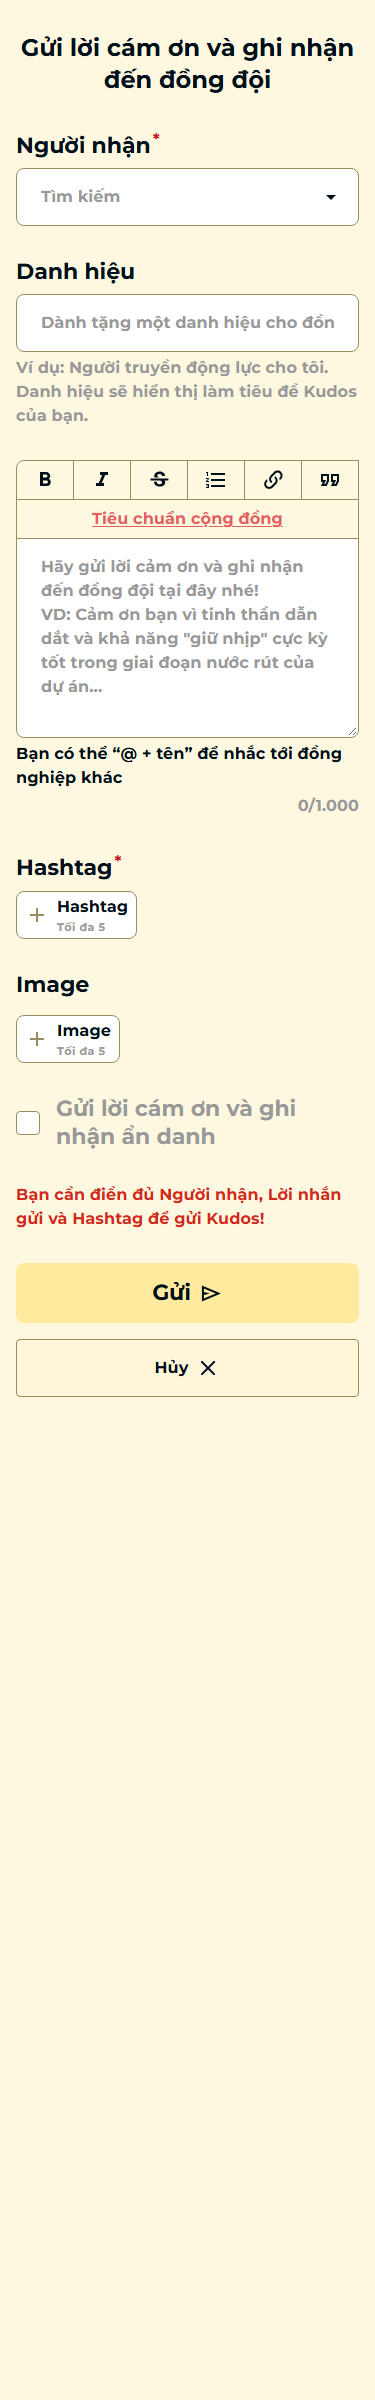 Gửi lời cám ơn và ghi nhận
đến đồng đội
Người nhận*
Tìm kiếm
Danh hiệu
Dành tặng một danh hiệu cho đồn
Ví dụ: Người truyền động lực cho tôi.
Danh hiệu sẽ hiển thị làm tiêu đề Kudos
của bạn.
B I S
Tiêu chuẩn cộng đồng
Hãy gửi lời cảm ơn và ghi nhận
đến đồng đội tại đây nhé!
VD: Cảm ơn bạn vì tinh thần dẫn
dắt và khả năng "giữ nhịp" cực kỳ
tốt trong giai đoạn nước rút của
dự án...
Bạn có thể “@ + tên” để nhắc tới đồng
nghiệp khác
0/1.000
Hashtag*
Hashtag
Tối đa 5
Image
Image
Tối đa 5
Gửi lời cám ơn và ghi
nhận ẩn danh
Bạn cần điền đủ Người nhận, Lời nhắn
gửi và Hashtag để gửi Kudos!
Gửi
Hủy